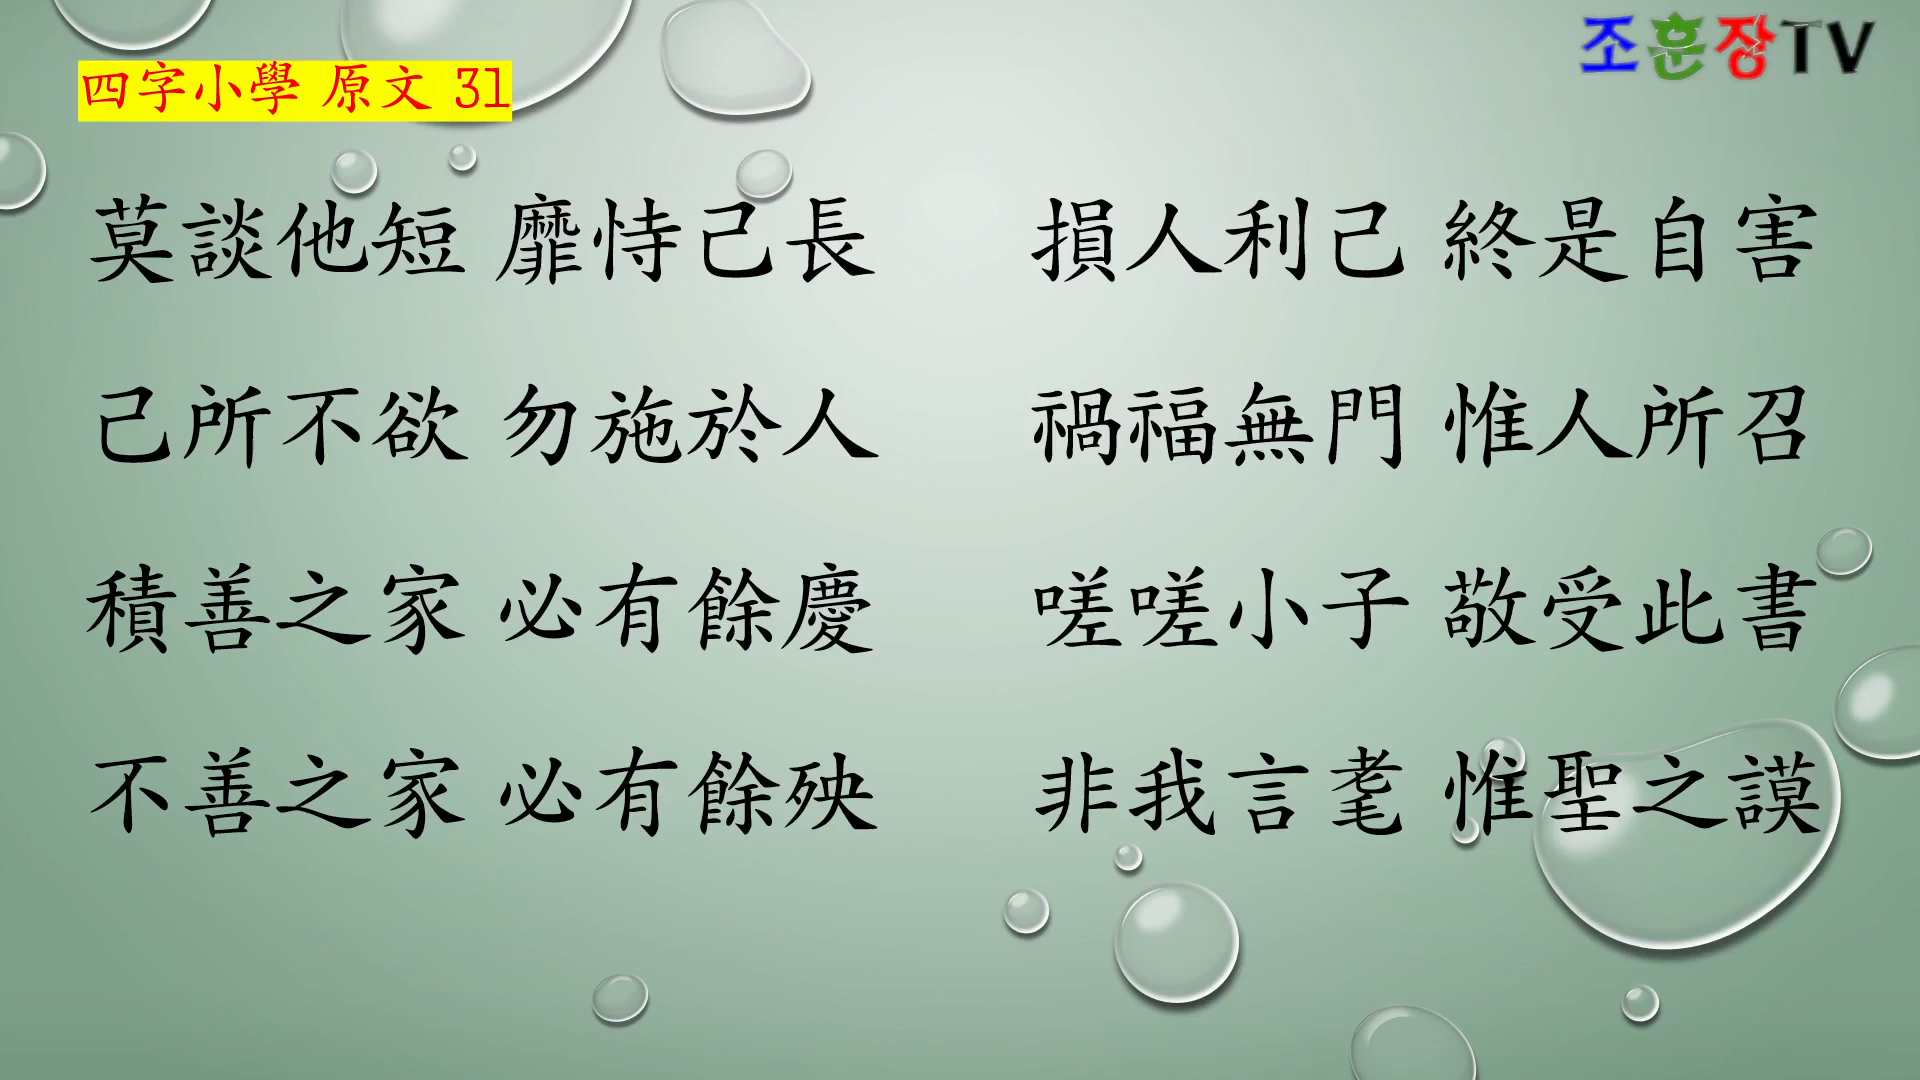 四字小學 原文 31
조훈장TV
莫談他短 靡恃己長
己所不欲 勿施於人
積善之家 必有餘慶
不善之家 必有餘殃
損人利己 終是自害
禍福無門 惟人所召
嗟嗟小子 敬受此書
非我言耄 惟聖之謨